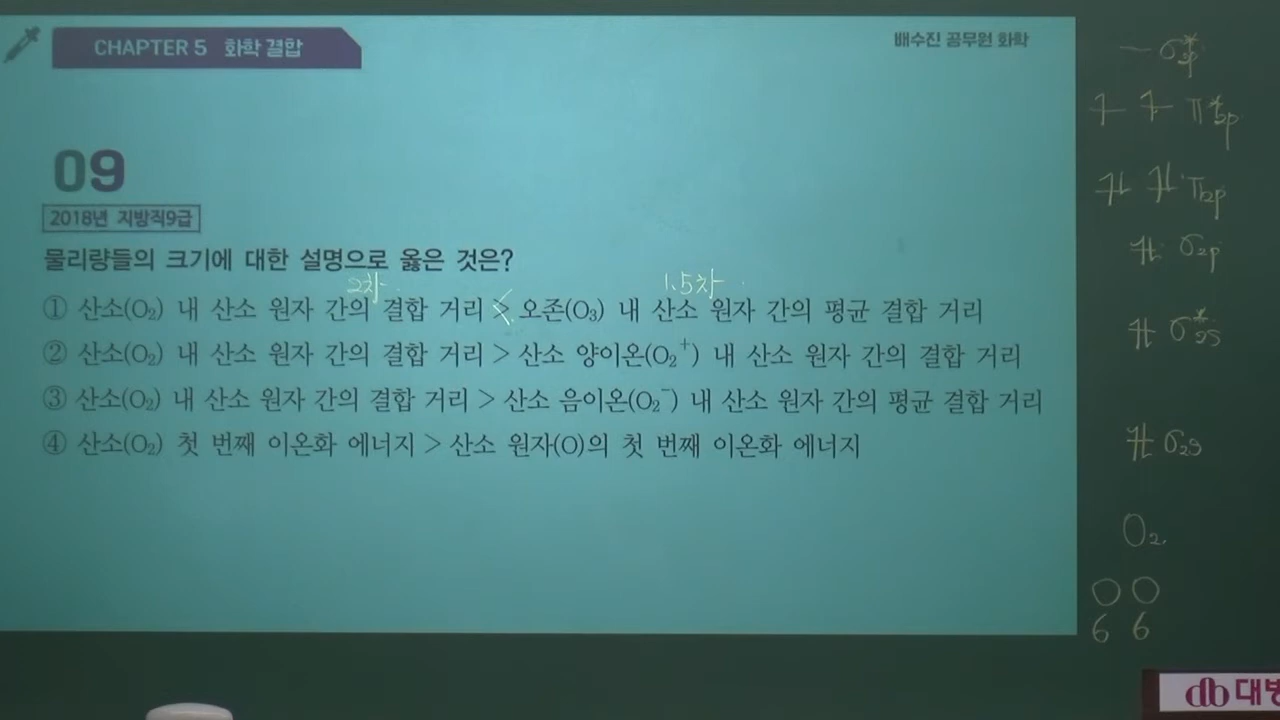 CHAPTER 5 화학 결합
배수진 공무원 화학
09
2018년 지방직9급
물리량들의 크기에 대한 설명으로 옳은 것은?
2차
1.5차
① 산소(O₂) 내 산소 원자 간의 결합 거리 > 오존(O₃) 내 산소 원자 간의 평균 결합 거리
<
② 산소(O₂) 내 산소 원자 간의 결합 거리 > 산소 양이온(O₂⁺) 내 산소 원자 간의 결합 거리
③ 산소(O₂) 내 산소 원자 간의 결합 거리 > 산소 음이온(O₂⁻) 내 산소 원자 간의 평균 결합 거리
④ 산소(O₂) 첫 번째 이온화 에너지 > 산소 원자(O)의 첫 번째 이온화 에너지
σ*2p
π*2p
π2p
σ2p
σ*2s
σ2s
O₂
O O
6 6